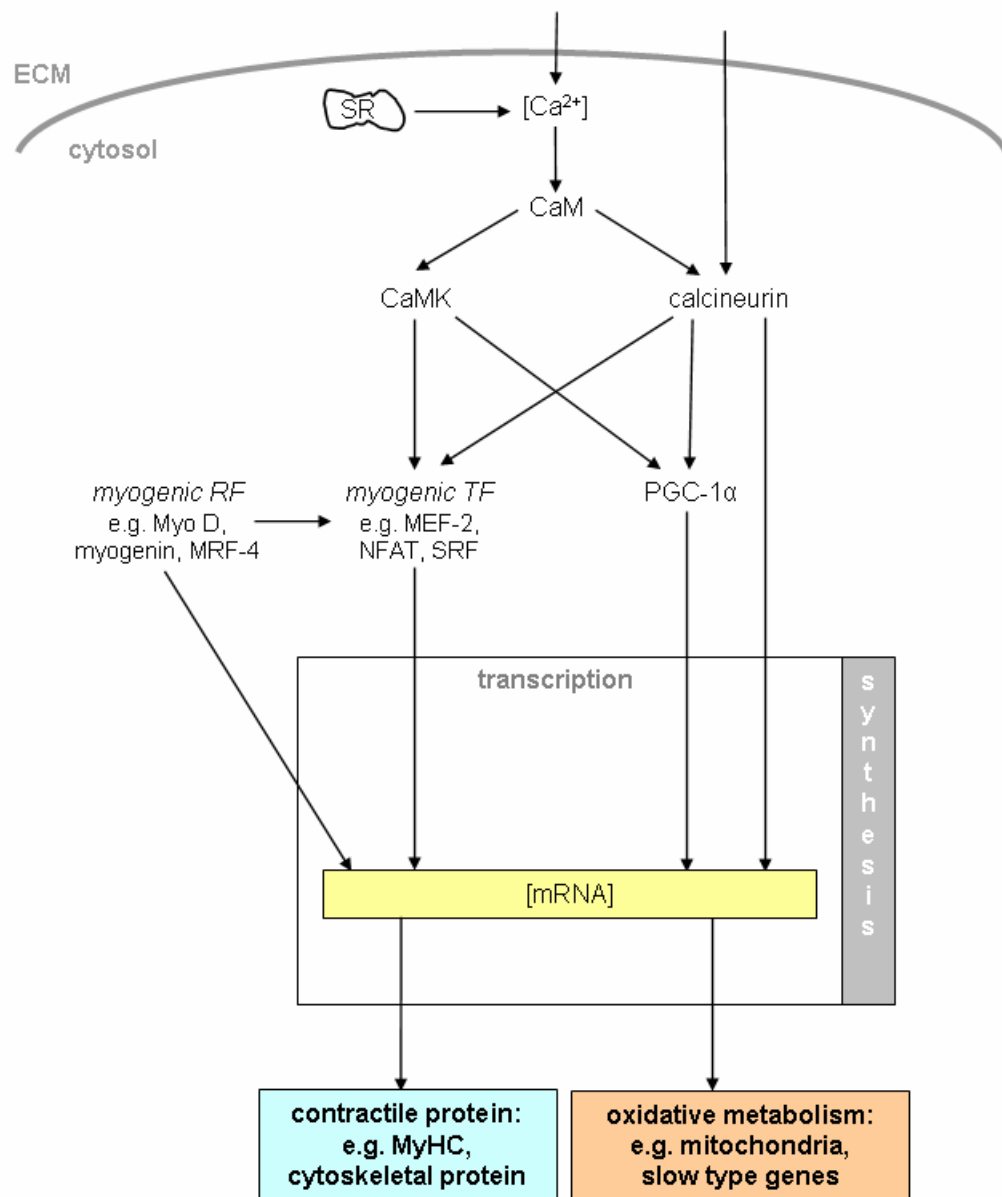 ECM
SR
[Ca²⁺]
cytosol
CaM
CaMK
calcineurin
myogenic RF
e.g. Myo D,
myogenin, MRF-4
myogenic TF
e.g. MEF-2,
NFAT, SRF
PGC-1α
transcription
synthesis
[mRNA]
contractile protein:
e.g. MyHC,
cytoskeletal protein
oxidative metabolism:
e.g. mitochondria,
slow type genes